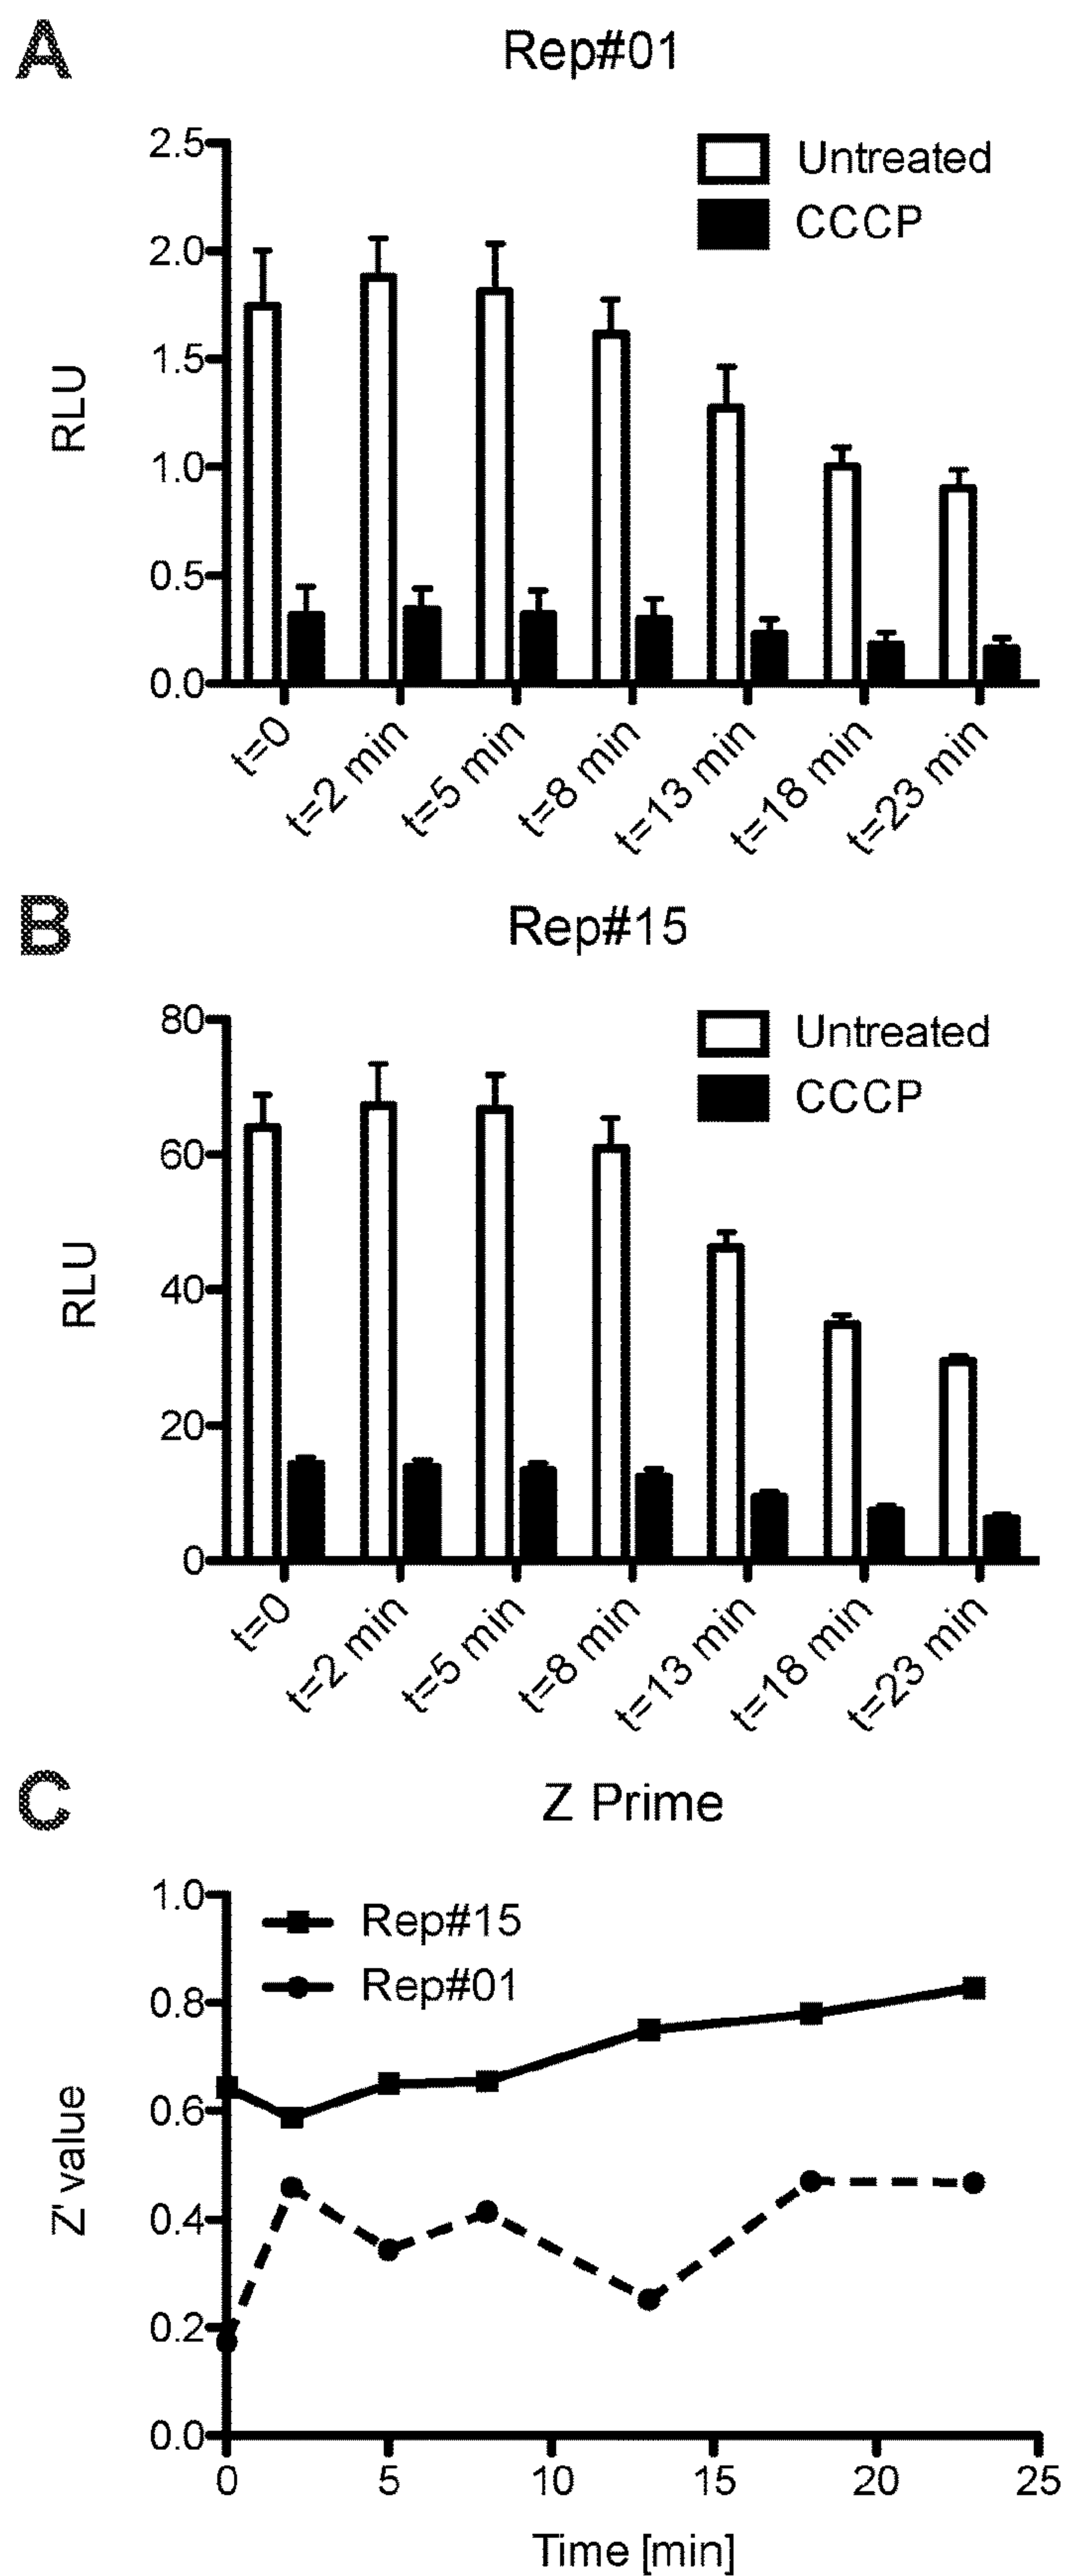 A
Rep#01
2.5
2.0
1.5
1.0
0.5
0.0
RLU
Untreated
CCCP
t=0
t=2 min
t=5 min
t=8 min
t=13 min
t=18 min
t=23 min
B
Rep#15
80
60
40
20
0
RLU
Untreated
CCCP
t=0
t=2 min
t=5 min
t=8 min
t=13 min
t=18 min
t=23 min
C
Z Prime
1.0
0.8
0.6
0.4
0.2
0.0
Z' value
Rep#15
Rep#01
0 5 10 15 20 25
Time [min]